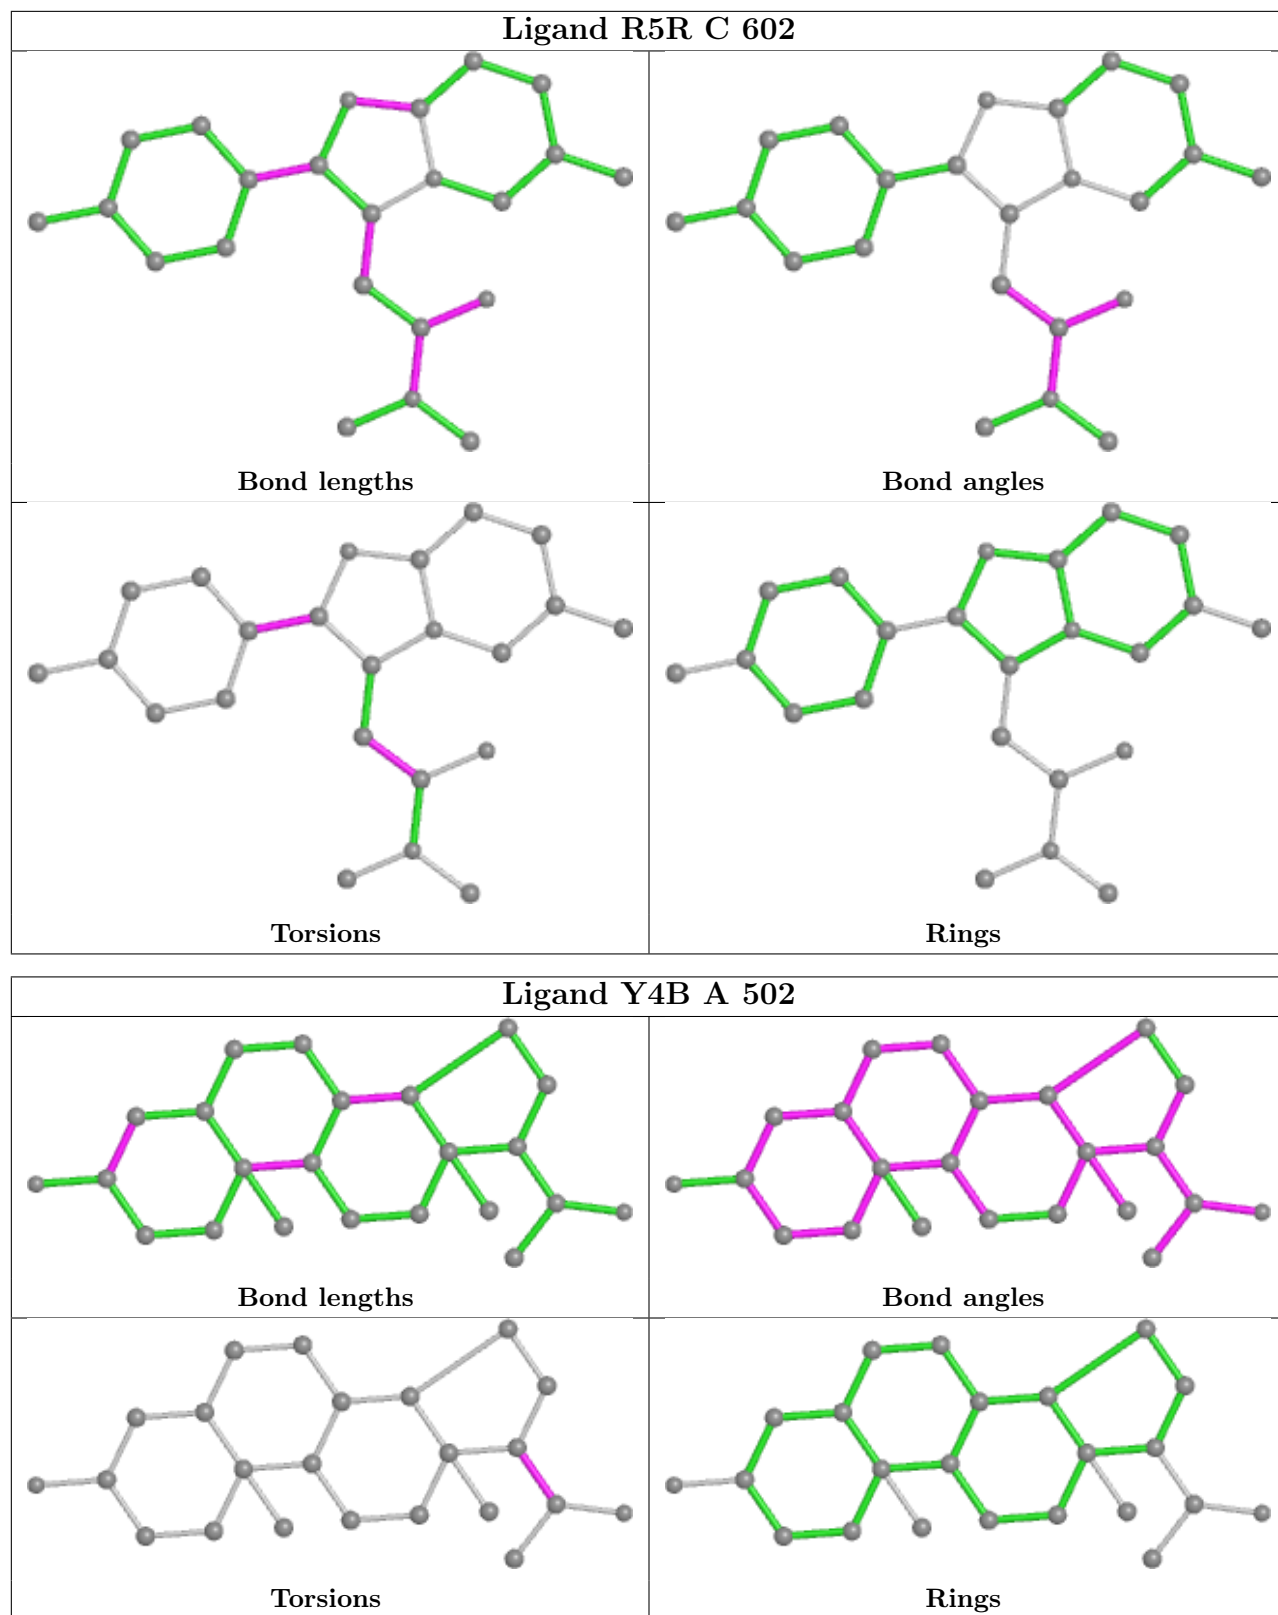 Ligand R5R C 602
Bond lengths
Bond angles
Torsions
Rings
Ligand Y4B A 502
Bond lengths
Bond angles
Torsions
Rings